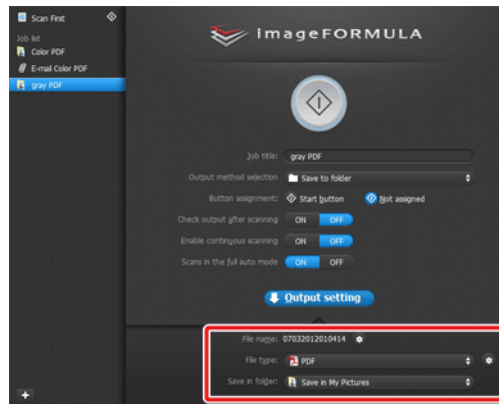 Scan First
Job list
Color PDF
E-mail Color PDF
gray PDF
imageFORMULA
Job title: gray PDF
Output method selection Save to folder
Button assignment: Start button Not assigned
Check output after scanning ON OFF
Enable continuous scanning ON OFF
Scans in the full auto mode ON OFF
Output setting
File name: 07032012010414
File type: PDF
Save in folder: Save in My Pictures